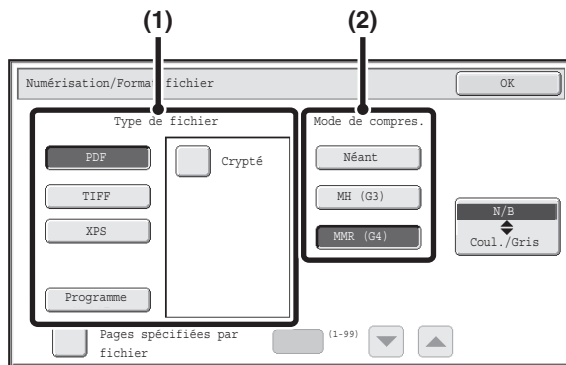 (1) (2)
Numérisation/Format fichier OK
Type de fichier Mode de compres.
PDF Crypté Néant
TIFF MH (G3)
XPS MMR (G4) N/B
Coul./Gris
Programme
Pages spécifiées par (1-99)
fichier